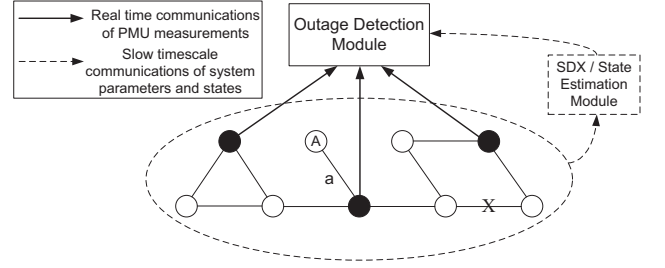 Real time communications
of PMU measurements
Slow timescale
communications of system
parameters and states
Outage Detection
Module
SDX / State
Estimation
Module
A
a
X